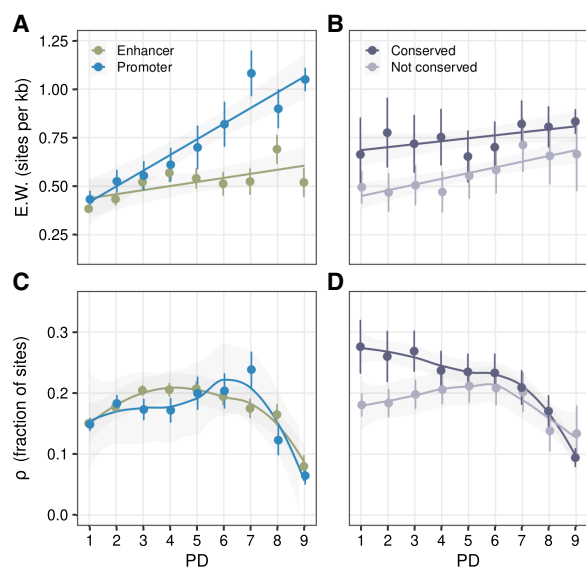 A
B
Enhancer
Promoter
Conserved
Not conserved
1.25
1.00
0.75
0.50
0.25
E.W. (sites per kb)
C
D
0.3
0.2
0.1
0.0
ρ (fraction of sites)
1 2 3 4 5 6 7 8 9
1 2 3 4 5 6 7 8 9
PD
PD